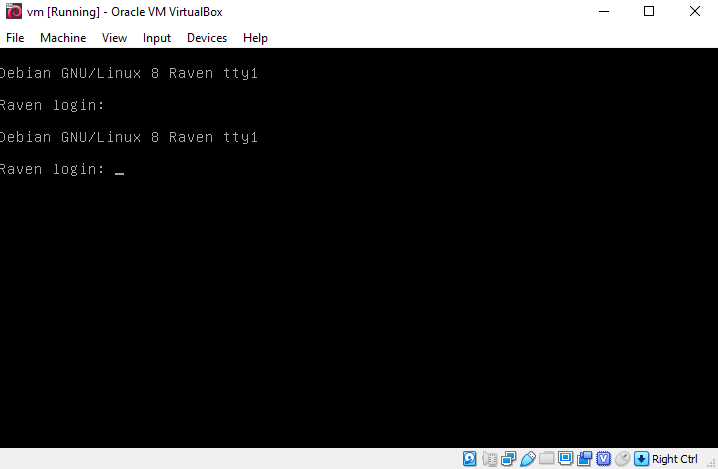 vm [Running] - Oracle VM VirtualBox
File Machine View Input Devices Help
Debian GNU/Linux 8 Raven tty1
Raven login:
Debian GNU/Linux 8 Raven tty1
Raven login: _
Right Ctrl